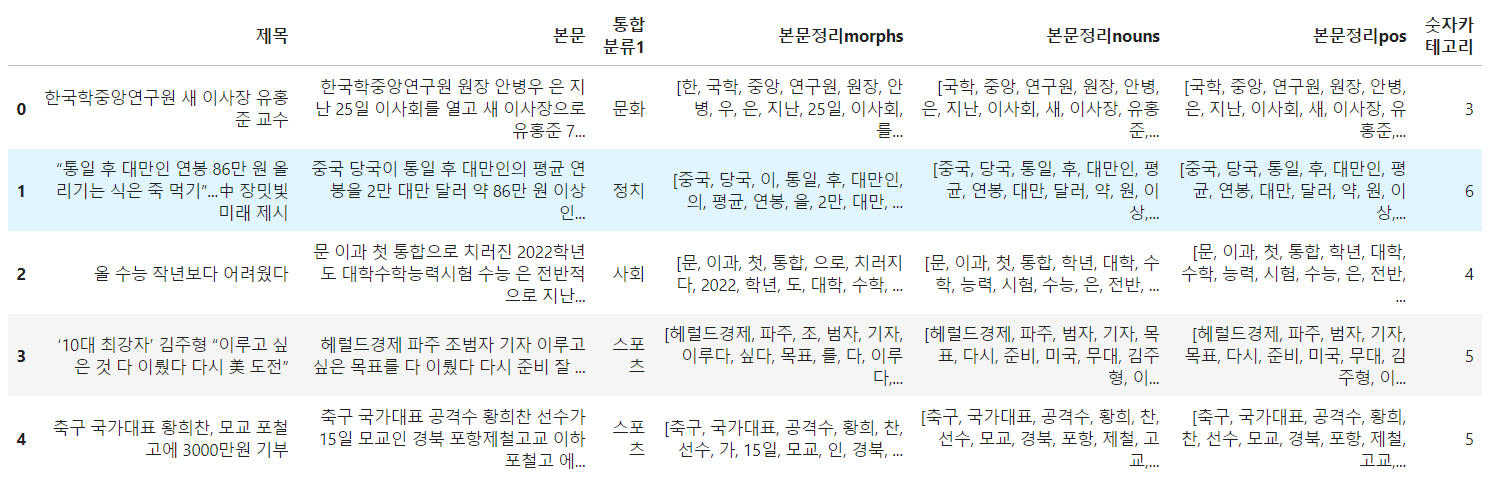 제목 본문 통합 분류1 본문정리morphs 본문정리nouns 본문정리pos 숫자카 테고리
0
한국학중앙연구원 새 이사장 유홍
준 교수
한국학중앙연구원 원장 안병우 은 지
난 25일 이사회를 열고 새 이사장으로
유홍준 7...
문화
[한, 국학, 중앙, 연구원, 원장, 안
병, 우, 은, 지난, 25일, 이사회,
를...
[국학, 중앙, 연구원, 원장, 안병,
은, 지난, 이사회, 새, 이사장, 유
홍준,...
[국학, 중앙, 연구원, 원장, 안병,
은, 지난, 이사회, 새, 이사장, 유
홍준,...
3
1
“통일 후 대만인 연봉 86만 원 올
리기는 식은 죽 먹기”...中 장밋빛
미래 제시
중국 당국이 통일 후 대만인의 평균 연
봉을 2만 대만 달러 약 86만 원 이상
인...
정치
[중국, 당국, 이, 통일, 후, 대만인,
의, 평균, 연봉, 을, 2만, 대만, ...
[중국, 당국, 통일, 후, 대만인, 평
균, 연봉, 대만, 달러, 약, 원, 이
상,...
[중국, 당국, 통일, 후, 대만인, 평
균, 연봉, 대만, 달러, 약, 원, 이
상,...
6
2
올 수능 작년보다 어려웠다
문 이과 첫 통합으로 치러진 2022학년
도 대학수학능력시험 수능 은 전반적
으로 지난...
사회
[문, 이과, 첫, 통합, 으로, 치러지
다, 2022, 학년, 도, 대학, 수학, ...
[문, 이과, 첫, 통합, 학년, 대학, 수
학, 능력, 시험, 수능, 은, 전반, ...
[문, 이과, 첫, 통합, 학년, 대학,
수학, 능력, 시험, 수능, 은, 전반,
...
4
3
‘10대 최강자’ 김주형 “이루고 싶
은 것 다 이뤘다 다시 美 도전”
헤럴드경제 파주 조범자 기자 이루고
싶은 목표를 다 이뤘다 다시 준비 잘 ...
스포
츠
[헤럴드경제, 파주, 조, 범자, 기자,
이루다, 싶다, 목표, 를, 다, 이루
다,...
[헤럴드경제, 파주, 범자, 기자, 목
표, 다시, 준비, 미국, 무대, 김주
형, 이...
[헤럴드경제, 파주, 범자, 기자,
목표, 다시, 준비, 미국, 무대, 김
주형, 이...
5
4
축구 국가대표 황희찬, 모교 포철
고에 3000만원 기부
축구 국가대표 공격수 황희찬 선수가
15일 모교인 경북 포항제철고교 이하
포철고 에...
스포
츠
[축구, 국가대표, 공격수, 황희, 찬,
선수, 가, 15일, 모교, 인, 경북, ...
[축구, 국가대표, 공격수, 황희, 찬,
선수, 모교, 경북, 포항, 제철, 고
교,...
[축구, 국가대표, 공격수, 황희,
찬, 선수, 모교, 경북, 포항, 제철,
고교,...
5